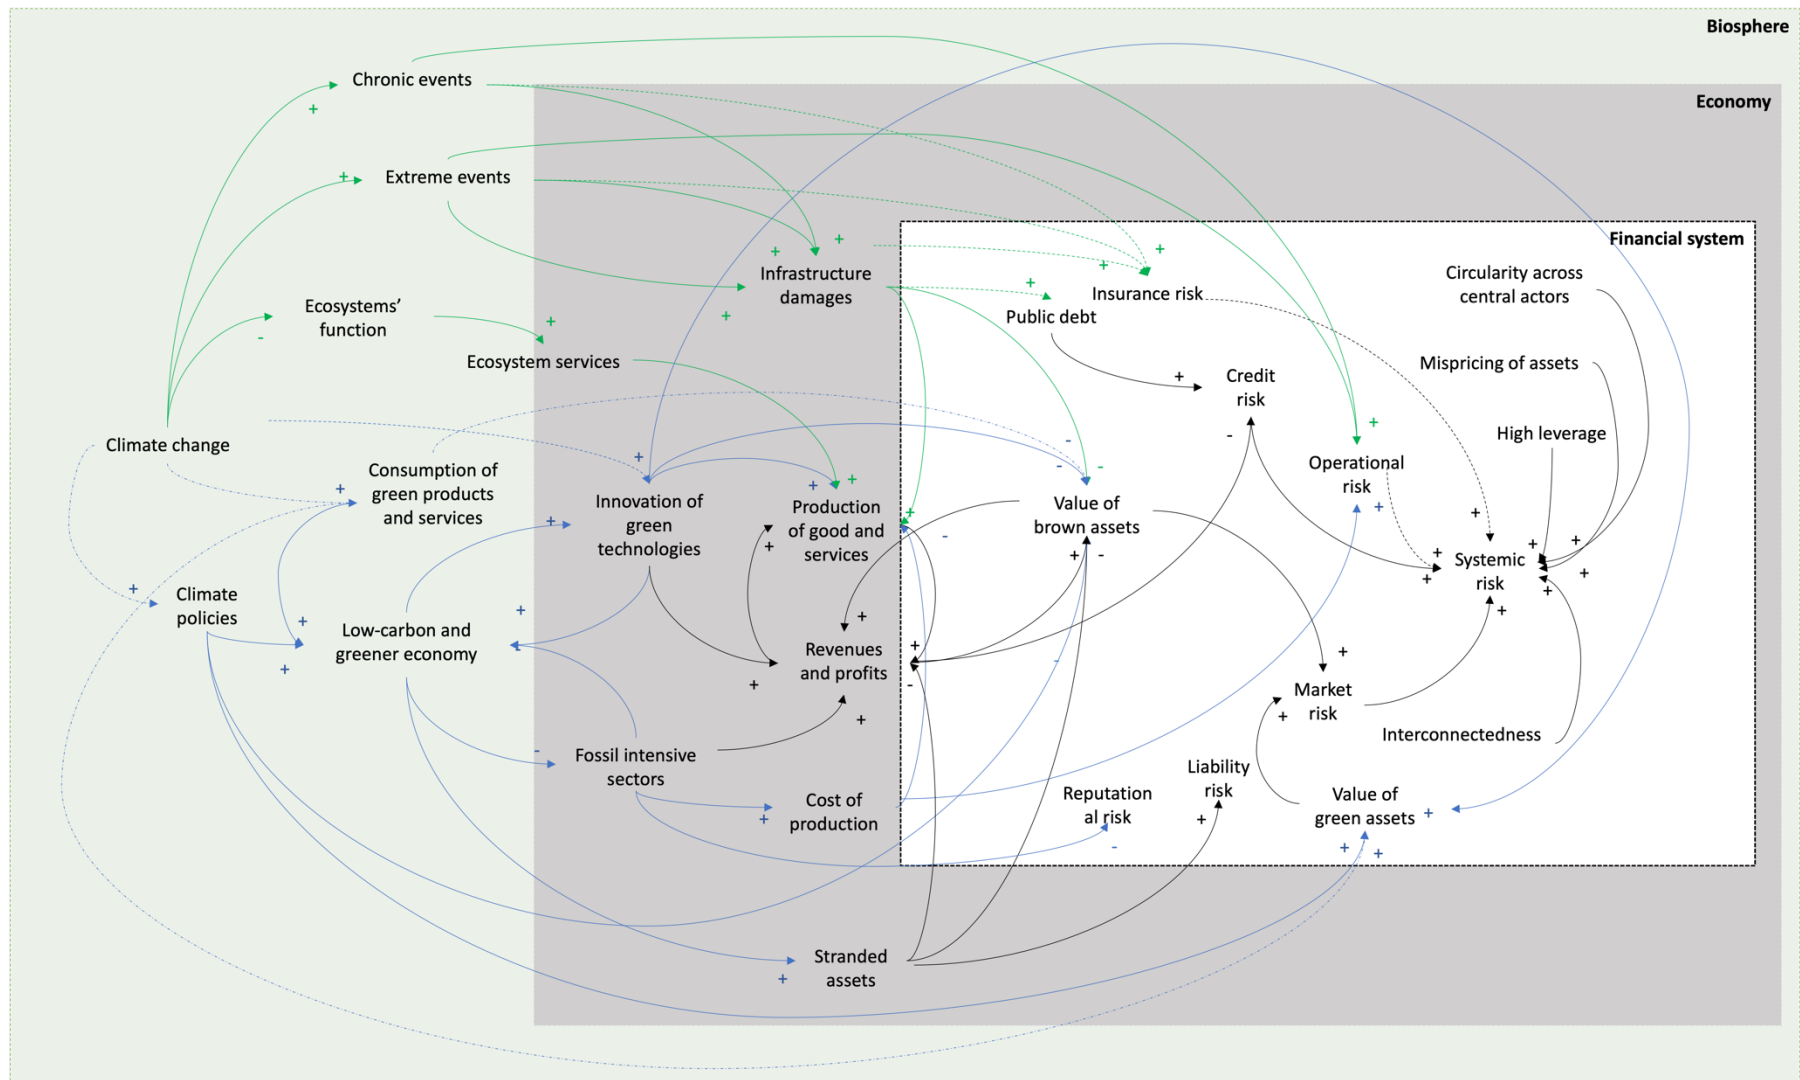 Biosphere
Chronic events
Economy
Extreme events
Financial system
Infrastructure
damages
Circularity across
central actors
Insurance risk
Ecosystems'
function
Public debt
Ecosystem services
Mispricing of assets
Credit
risk
High leverage
Climate change
Consumption of
green products
and services
Operational
risk
Innovation of
green
technologies
Production
of good and
services
Value of
brown assets
Systemic
risk
Climate
policies
Low-carbon and
greener economy
Revenues
and profits
Market
risk
Interconnectedness
Fossil intensive
sectors
Liability
risk
Reputation
al risk
Value of
green assets
Cost of
production
Stranded
assets